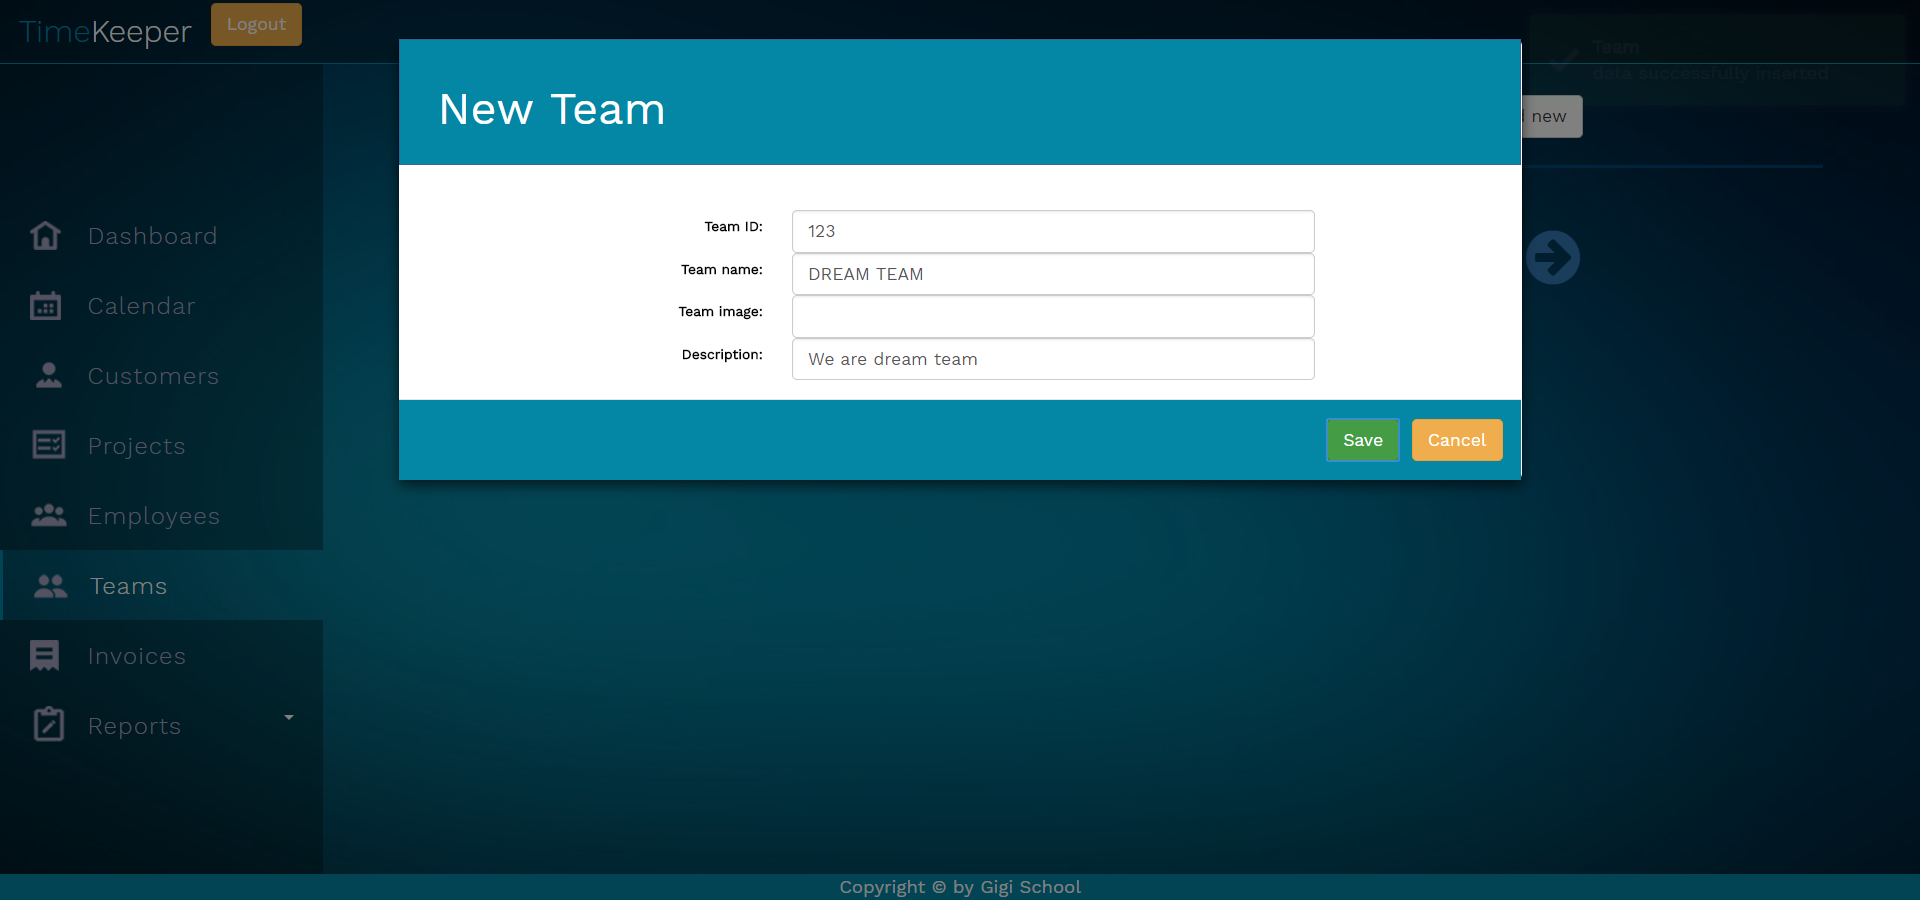 TimeKeeper
Logout
Team
data successfully inserted
new
New Team
Team ID:
123
Team name:
DREAM TEAM
Team image:
Description:
We are dream team
Save
Cancel
Dashboard
Calendar
Customers
Projects
Employees
Teams
Invoices
Reports
Copyright © by Gigi School